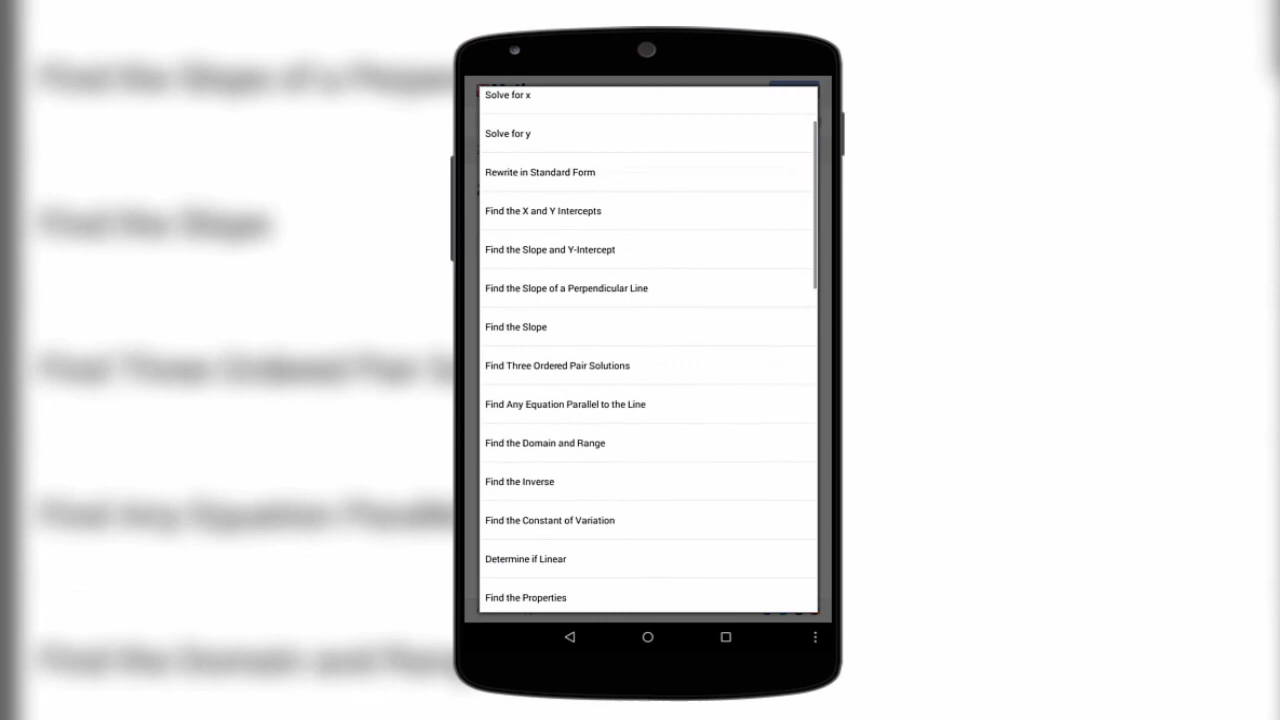 Solve for x
Solve for y
Rewrite in Standard Form
Find the X and Y Intercepts
Find the Slope and Y-Intercept
Find the Slope of a Perpendicular Line
Find the Slope
Find Three Ordered Pair Solutions
Find Any Equation Parallel to the Line
Find the Domain and Range
Find the Inverse
Find the Constant of Variation
Determine if Linear
Find the Properties